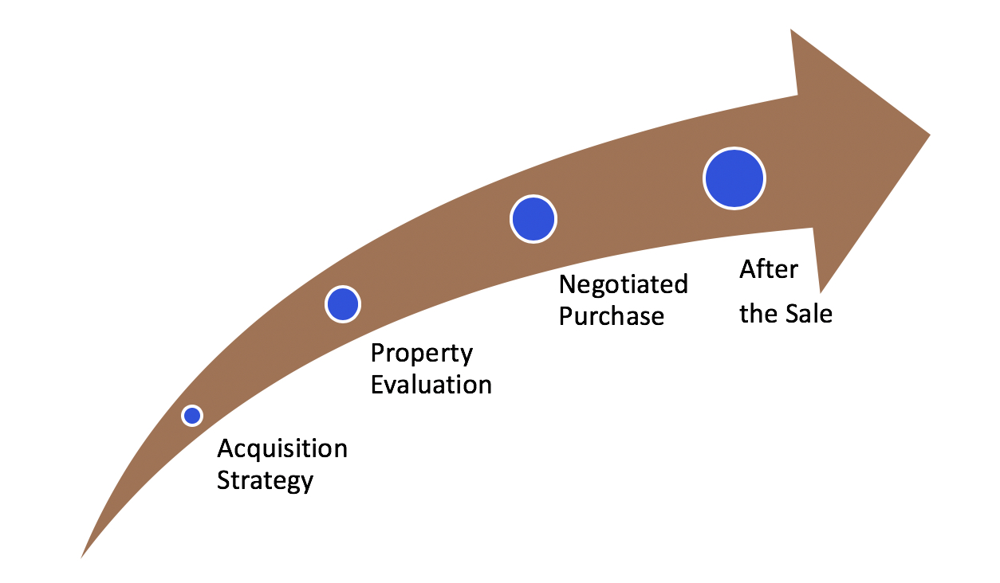 Acquisition
Strategy
Property
Evaluation
Negotiated
Purchase
After
the Sale